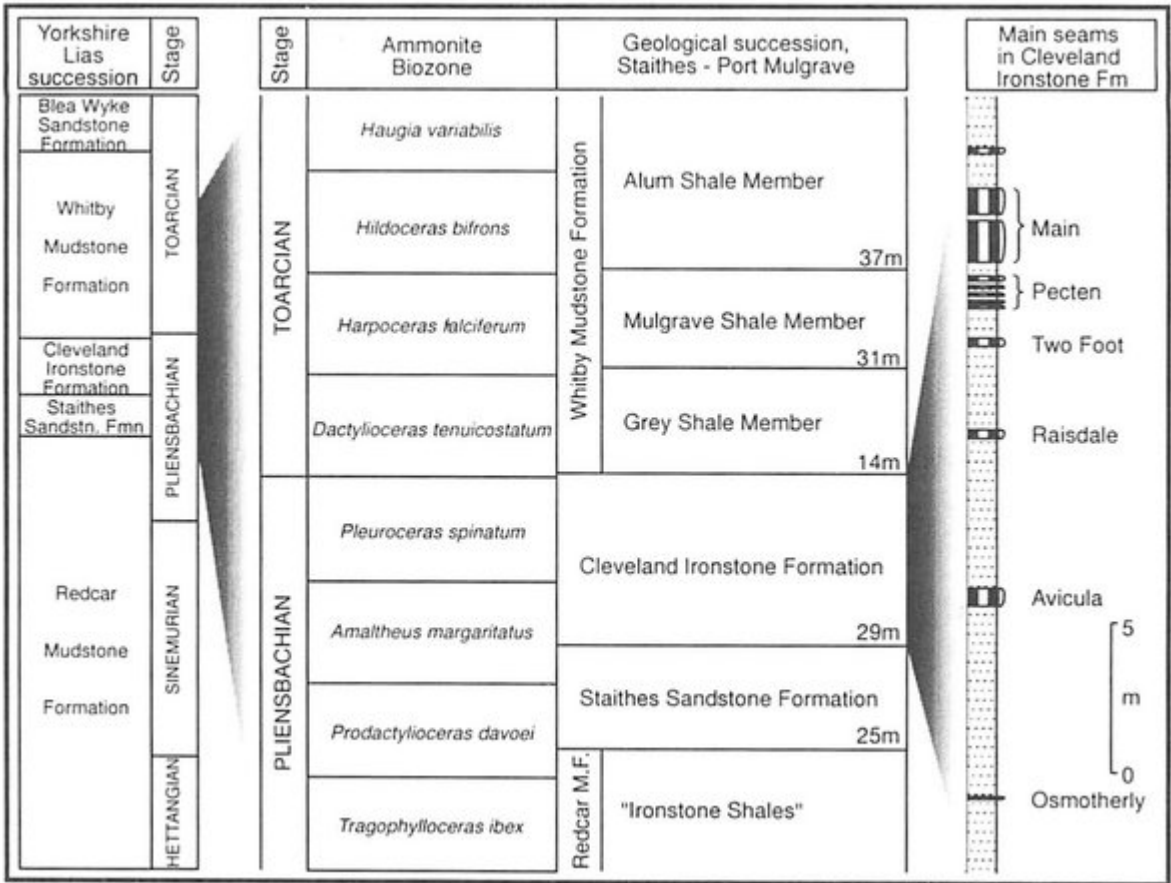 Yorkshire
Lias
succession
Stage
Stage
Ammonite
Biozone
Geological succession,
Staithes - Port Mulgrave
Main seams
in Cleveland
Ironstone Fm
Blea Wyke
Sandstone
Formation
Whitby
Mudstone
Formation
Cleveland
Ironstone
Formation
Staithes
Sandstn. Fmn
Redcar
Mudstone
Formation
TOARCIAN
PLIENSBACHIAN
SINEMURIAN
HETTANGIAN
TOARCIAN
PLIENSBACHIAN
Haugia variabilis
Hildoceras bifrons
Harpoceras falciferum
Dactylioceras tenuicostatum
Pleuroceras spinatum
Amaltheus margaritatus
Prodactylioceras davoei
Tragophylloceras ibex
Whitby Mudstone Formation
Alum Shale Member
37m
Mulgrave Shale Member
31m
Grey Shale Member
14m
Cleveland Ironstone Formation
29m
Staithes Sandstone Formation
25m
Redcar M.F.
"Ironstone Shales"
Main
Pecten
Two Foot
Raisdale
Avicula
5
m
0
Osmotherly